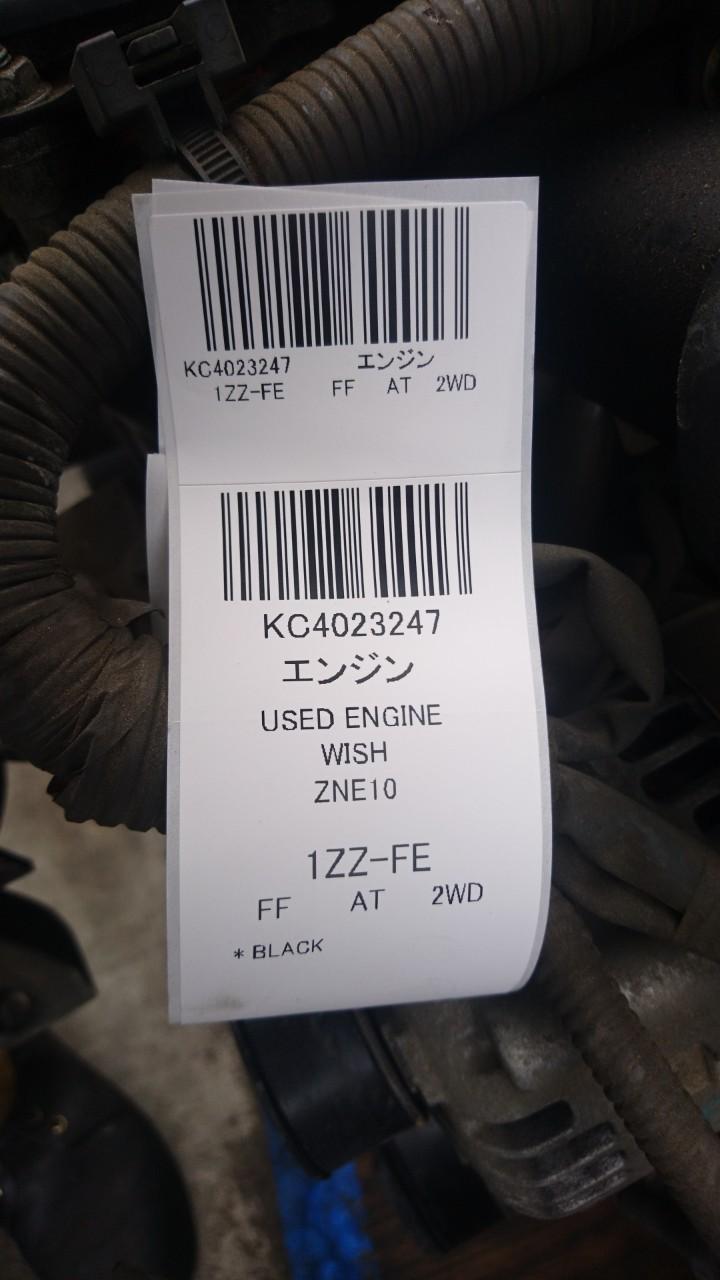 KC4023247 エンジン
1ZZ-FE FF AT 2WD
KC4023247
エンジン
USED ENGINE
WISH
ZNE10
1ZZ-FE
FF AT 2WD
* BLACK